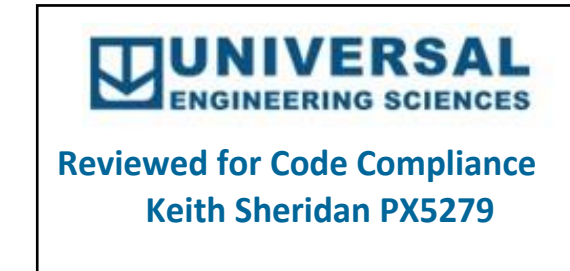 UNIVERSAL
ENGINEERING SCIENCES
Reviewed for Code Compliance
Keith Sheridan PX5279